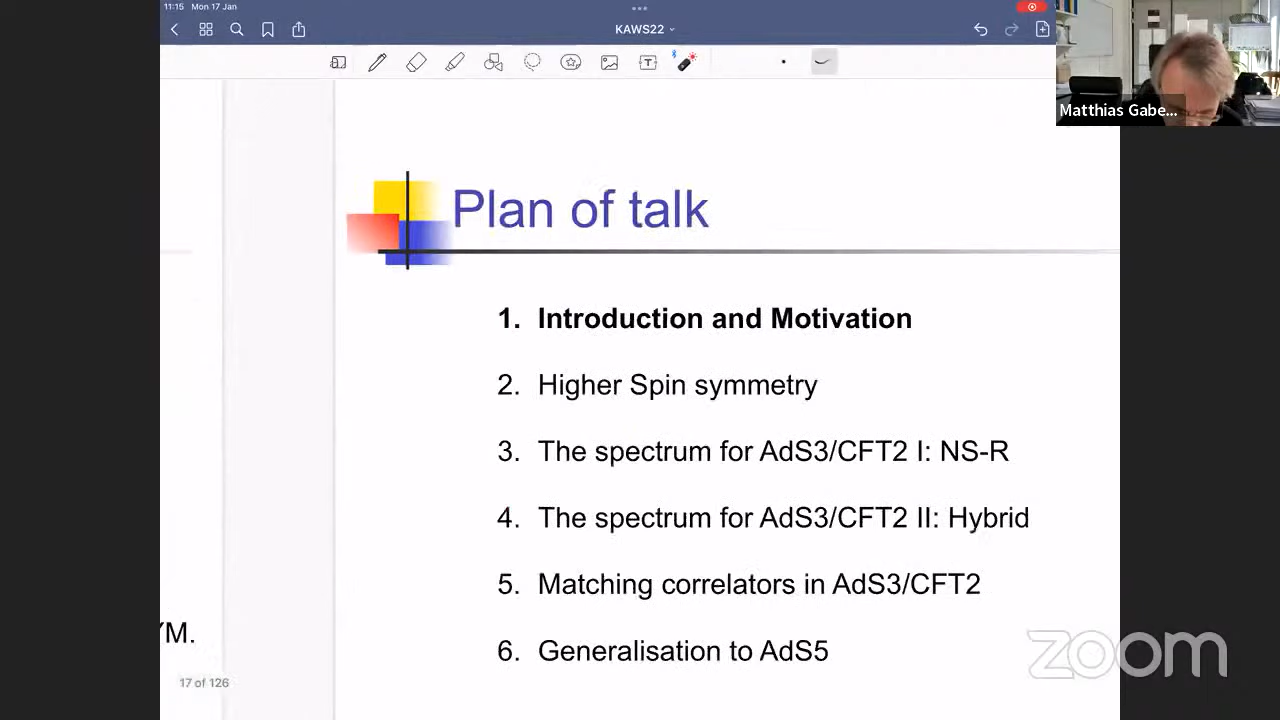 11:15 Mon 17 Jan
KAWS22
Matthias Gabe...
Plan of talk
1. Introduction and Motivation
2. Higher Spin symmetry
3. The spectrum for AdS3/CFT2 I: NS-R
4. The spectrum for AdS3/CFT2 II: Hybrid
5. Matching correlators in AdS3/CFT2
6. Generalisation to AdS5
YM.
17 of 126
zoom